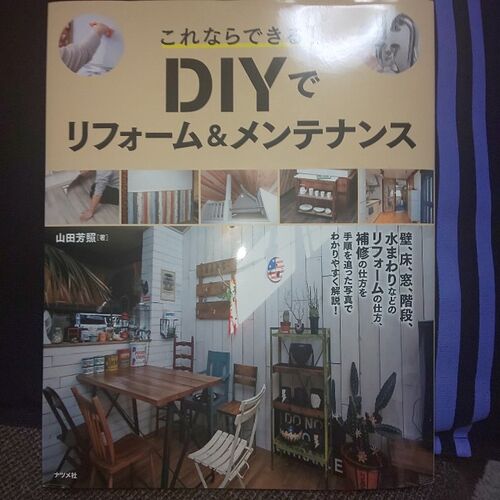 これならできる
DIYで
リフォーム&メンテナンス
山田芳照[著]
壁、床、窓、階段、
水まわりなどの
リフォームの仕方、
補修の仕方を
手順を追った写真で
わかりやすく解説!
DO NO
ナツメ社